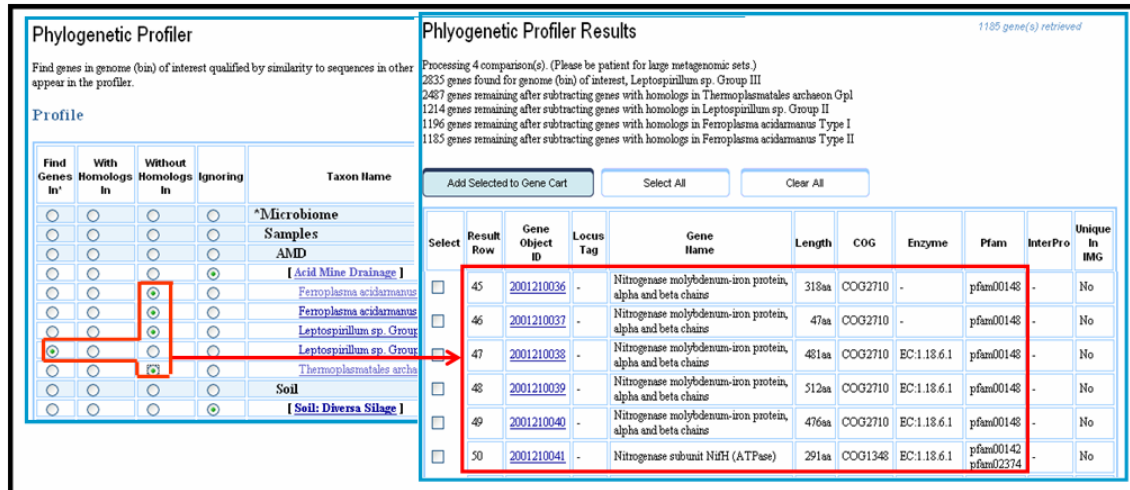 Phylogenetic Profiler
Find genes in genome (bin) of interest qualified by similarity to sequences in other
appear in the profiler.
Profile
Find Genes In* With Homologs In Without Homologs In Ignoring Taxon Name
*Microbiome
Samples
AMD
[ Acid Mine Drainage ]
Ferroplasma acidarmanus
Ferroplasma acidarmanus
Leptospirillum sp. Group
Leptospirillum sp. Group
Thermoplasmatales archa
Soil
[ Soil: Diversa Silage ]
Phlyogenetic Profiler Results
1185 gene(s) retrieved
Processing 4 comparison(s). (Please be patient for large metagenomic sets.)
2835 genes found for genome (bin) of interest, Leptospirillum sp. Group III
2487 genes remaining after subtracting genes with homologs in Thermoplasmatales archaeon Gpl
1214 genes remaining after subtracting genes with homologs in Leptospirillum sp. Group II
1196 genes remaining after subtracting genes with homologs in Ferroplasma acidarmanus Type I
1185 genes remaining after subtracting genes with homologs in Ferroplasma acidarmanus Type II
Add Selected to Gene Cart Select All Clear All
Select Result Row Gene Object ID Locus Tag Gene Name Length COG Enzyme Pfam InterPro Unique In IMG
45 2001210036 - Nitrogenase molybdenum-iron protein, alpha and beta chains 318aa COG2710 - pfam00148 - No
46 2001210037 - Nitrogenase molybdenum-iron protein, alpha and beta chains 47aa COG2710 - pfam00148 - No
47 2001210038 - Nitrogenase molybdenum-iron protein, alpha and beta chains 481aa COG2710 EC:1.18.6.1 pfam00148 - No
48 2001210039 - Nitrogenase molybdenum-iron protein, alpha and beta chains 512aa COG2710 EC:1.18.6.1 pfam00148 - No
49 2001210040 - Nitrogenase molybdenum-iron protein, alpha and beta chains 476aa COG2710 EC:1.18.6.1 pfam00148 - No
50 2001210041 - Nitrogenase subunit NifH (ATPase) 291aa COG1348 EC:1.18.6.1 pfam00142 pfam02374 - No